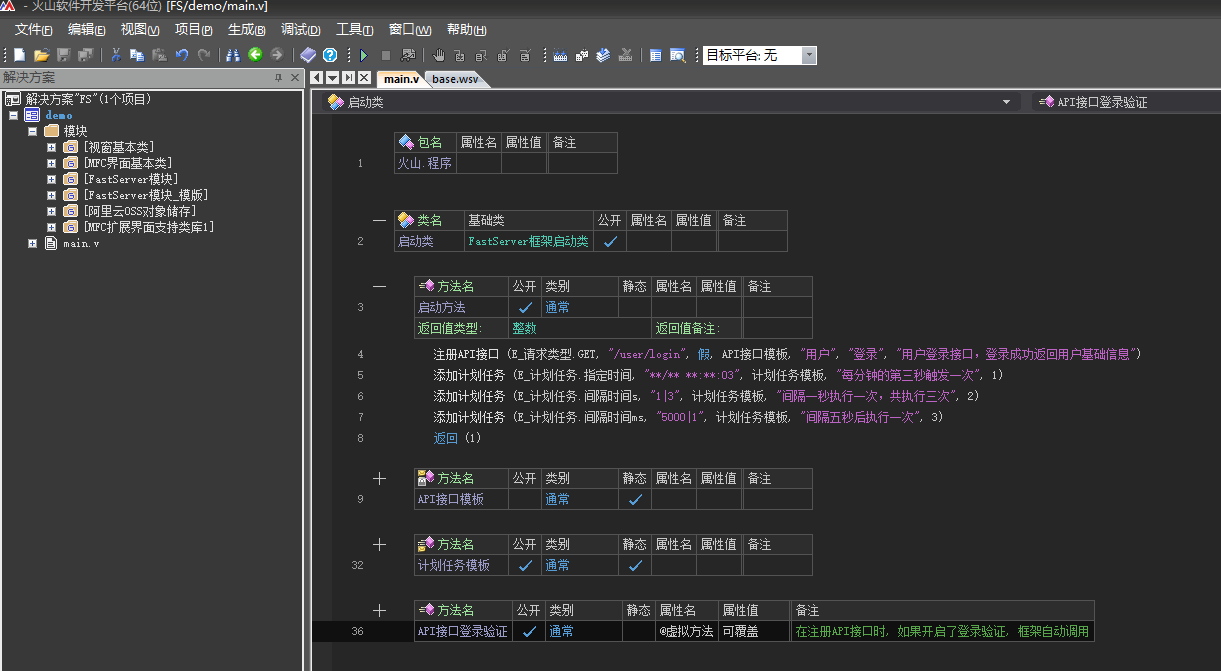 - 火山软件开发平台(64位) [FS/demo/main.v]
文件(F) 编辑(E) 视图(V) 项目(P) 生成(B) 调试(D) 工具(T) 窗口(W) 帮助(H)
目标平台: 无
解决方案
main.v base.wsv
解决方案"FS"(1个项目)
demo
模块
[视窗基本类]
[MFC界面基本类]
[FastServer模块]
[FastServer模块_模版]
[阿里云OSS对象储存]
[MFC扩展界面支持类库1]
main.v
启动类 API接口登录验证
包名 属性名 属性值 备注
1 火山.程序
类名 基础类 公开 属性名 属性值 备注
2 启动类 FastServer框架启动类
方法名 公开 类别 静态 属性名 属性值 备注
3 启动方法 通常
返回值类型: 整数 返回值备注:
4 注册API接口 (E_请求类型.GET, "/user/login", 假, API接口模板, "用户", "登录", "用户登录接口，登录成功返回用户基础信息")
5 添加计划任务 (E_计划任务.指定时间, "**/** **:**:03", 计划任务模板, "每分钟的第三秒触发一次", 1)
6 添加计划任务 (E_计划任务.间隔时间s, "1|3", 计划任务模板, "间隔一秒执行一次，共执行三次", 2)
7 添加计划任务 (E_计划任务.间隔时间ms, "5000|1", 计划任务模板, "间隔五秒后执行一次", 3)
8 返回 (1)
方法名 公开 类别 静态 属性名 属性值 备注
9 API接口模板 通常
方法名 公开 类别 静态 属性名 属性值 备注
32 计划任务模板 通常
方法名 公开 类别 静态 属性名 属性值 备注
36 API接口登录验证 通常 @虚拟方法 可覆盖 在注册API接口时，如果开启了登录验证，框架自动调用